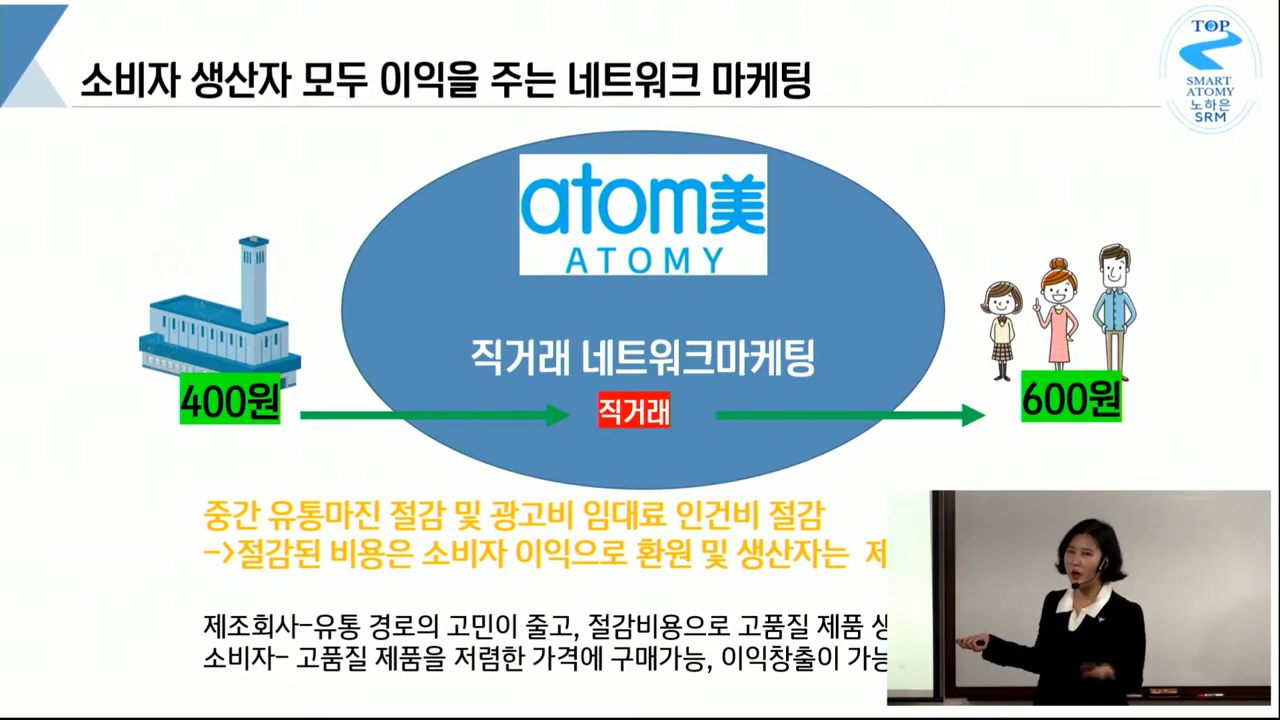 소비자 생산자 모두 이익을 주는 네트워크 마케팅
TOP
SMART
ATOMY
노하은
SRM
atom美
ATOMY
직거래 네트워크마케팅
400원
직거래
600원
중간 유통마진 절감 및 광고비 임대료 인건비 절감
->절감된 비용은 소비자 이익으로 환원 및 생산자는 제
제조회사-유통 경로의 고민이 줄고, 절감비용으로 고품질 제품 생
소비자- 고품질 제품을 저렴한 가격에 구매가능, 이익창출이 가능